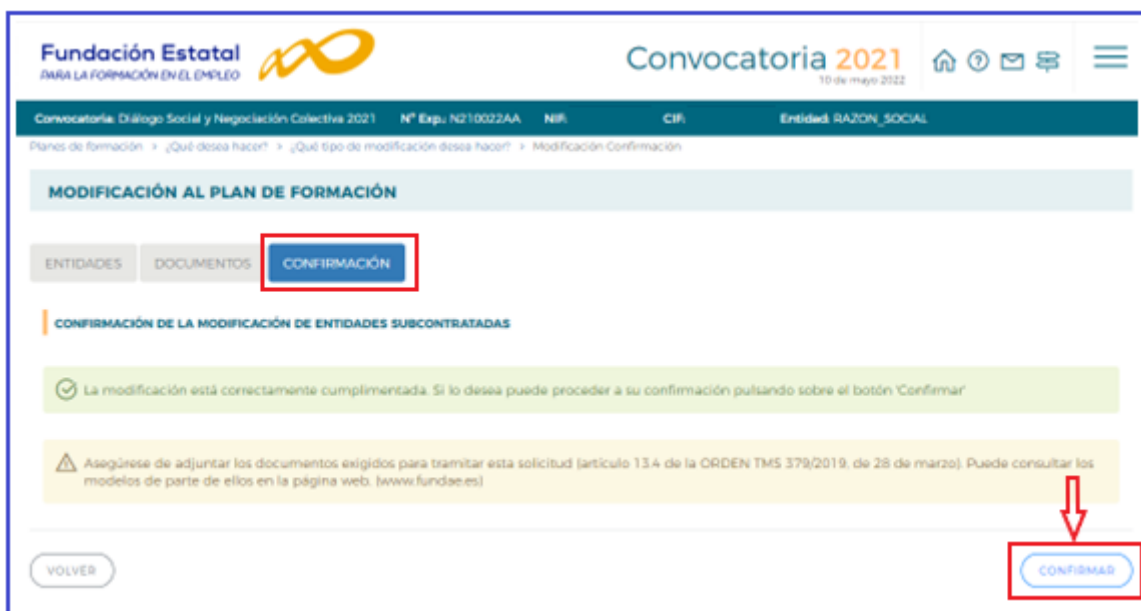 Fundación Estatal
PARA LA FORMACIÓN EN EL EMPLEO
Convocatoria 2021
10 de mayo 2022
Convocatoria: Diálogo Social y Negociación Colectiva 2021 Nº Exp.: N210022AA NIF: CIF: Entidad: RAZON_SOCIAL
Planes de formación > ¿Qué desea hacer? > ¿Qué tipo de modificación desea hacer? > Modificación Confirmación
MODIFICACIÓN AL PLAN DE FORMACIÓN
ENTIDADES DOCUMENTOS CONFIRMACIÓN
CONFIRMACIÓN DE LA MODIFICACIÓN DE ENTIDADES SUBCONTRATADAS
La modificación está correctamente cumplimentada. Si lo desea puede proceder a su confirmación pulsando sobre el botón 'Confirmar'
Asegúrese de adjuntar los documentos exigidos para tramitar esta solicitud (artículo 13.4 de la ORDEN TMS 379/2019, de 28 de marzo). Puede consultar los
modelos de parte de ellos en la página web. (www.fundae.es)
VOLVER CONFIRMAR